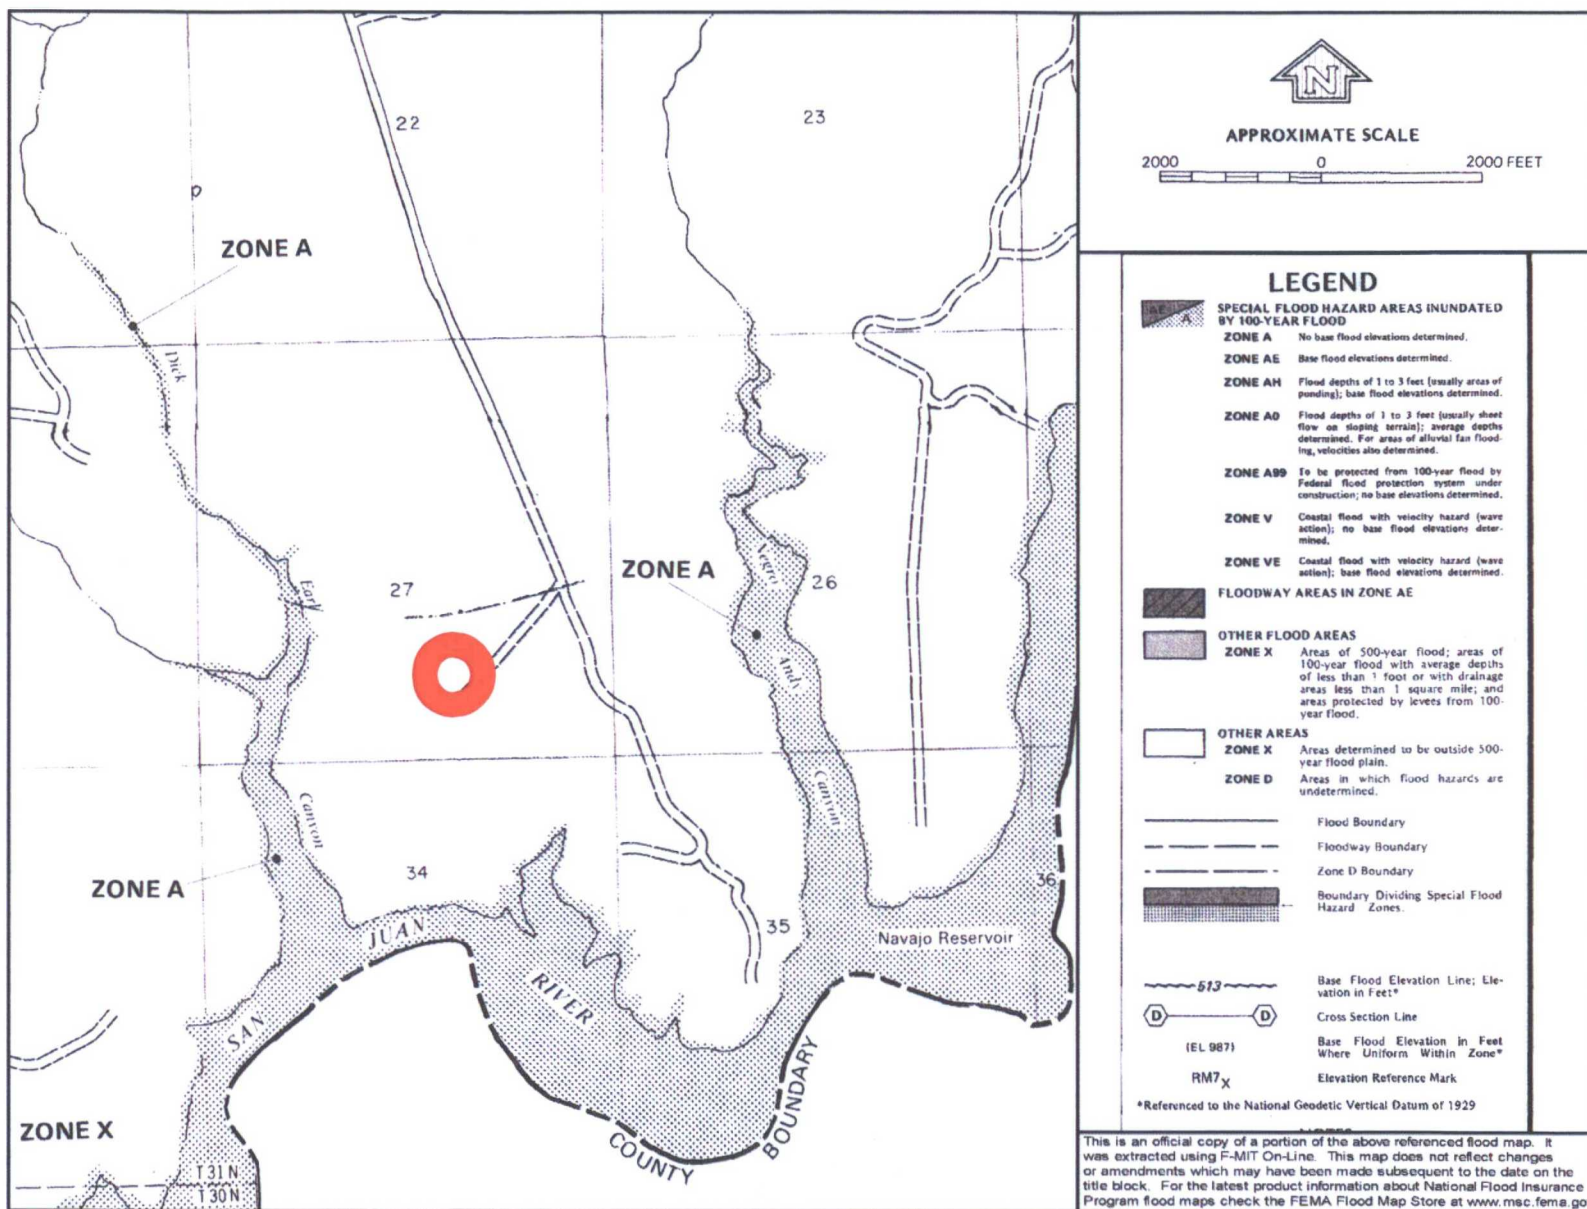 22
23
ZONE A
Dick
27
Early
ZONE A
Negro
26
Andy
Canyon
Canyon
ZONE A
34
35
36
JUAN
Navajo Reservoir
RIVER
SAN
ZONE X
COUNTY
BOUNDARY
T31N
T30N
N
APPROXIMATE SCALE
2000 0 2000 FEET
LEGEND
AE
A
SPECIAL FLOOD HAZARD AREAS INUNDATED
BY 100-YEAR FLOOD
ZONE A No base flood elevations determined.
ZONE AE Base flood elevations determined.
ZONE AH Flood depths of 1 to 3 feet (usually areas of
ponding); base flood elevations determined.
ZONE A0 Flood depths of 1 to 3 feet (usually sheet
flow on sloping terrain); average depths
determined. For areas of alluvial fan flood-
ing, velocities also determined.
ZONE A99 To be protected from 100-year flood by
Federal flood protection system under
construction; no base elevations determined.
ZONE V Coastal flood with velocity hazard (wave
action); no base flood elevations deter-
mined.
ZONE VE Coastal flood with velocity hazard (wave
action); base flood elevations determined.
FLOODWAY AREAS IN ZONE AE
OTHER FLOOD AREAS
ZONE X Areas of 500-year flood; areas of
100-year flood with average depths
of less than 1 foot or with drainage
areas less than 1 square mile; and
areas protected by levees from 100-
year flood.
OTHER AREAS
ZONE X Areas determined to be outside 500-
year flood plain.
ZONE D Areas in which flood hazards are
undetermined.
Flood Boundary
Floodway Boundary
Zone D Boundary
Boundary Dividing Special Flood
Hazard Zones.
513
Base Flood Elevation Line; Ele-
vation in Feet*
D D Cross Section Line
(EL 987) Base Flood Elevation in Feet
Where Uniform Within Zone*
RM7X Elevation Reference Mark
*Referenced to the National Geodetic Vertical Datum of 1929
This is an official copy of a portion of the above referenced flood map. It
was extracted using F-MIT On-Line. This map does not reflect changes
or amendments which may have been made subsequent to the date on the
title block. For the latest product information about National Flood Insurance
Program flood maps check the FEMA Flood Map Store at www.msc.fema.go